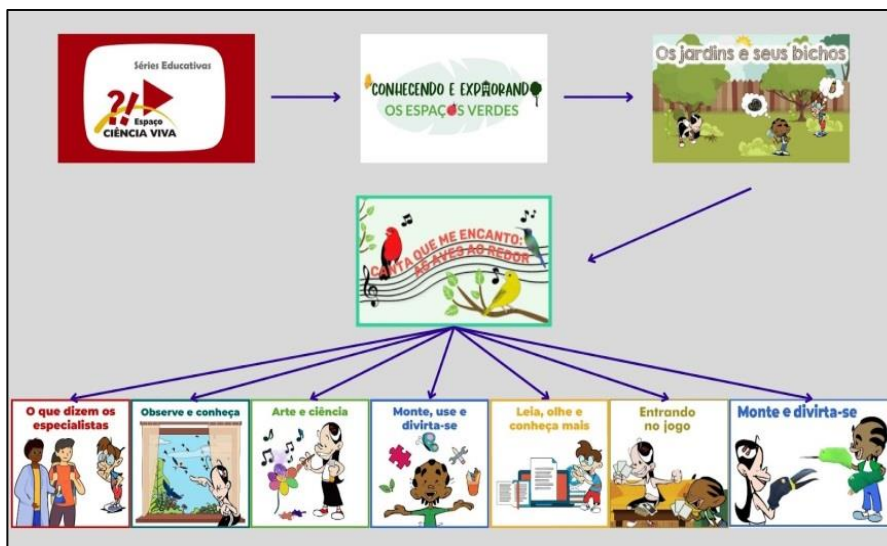 Séries Educativas
?!
Espaço
CIÊNCIA VIVA
CONHECENDO E EXPLORANDO
OS ESPAÇOS VERDES
Os jardins e seus bichos
CANTA QUE ME ENCANTO:
AS AVES AO REDOR
O que dizem os
especialistas
Observe e conheça
Arte e ciência
Monte, use e
divirta-se
Leia, olhe e
conheça mais
Entrando
no jogo
Monte e divirta-se